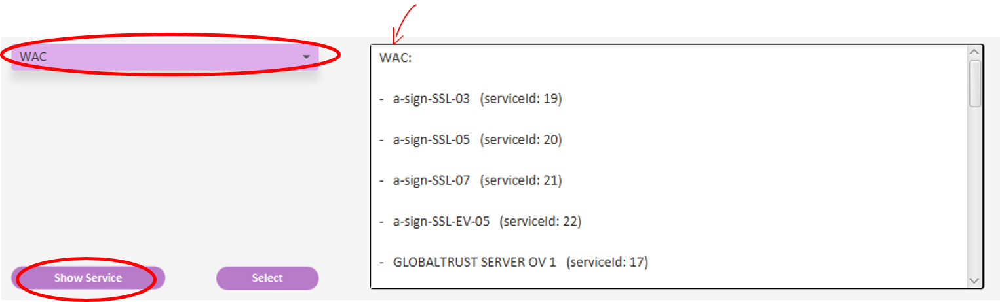 WAC
WAC:
- a-sign-SSL-03 (serviceId: 19)
- a-sign-SSL-05 (serviceId: 20)
- a-sign-SSL-07 (serviceId: 21)
- a-sign-SSL-EV-05 (serviceId: 22)
- GLOBALTRUST SERVER OV 1 (serviceId: 17)
Show Service
Select